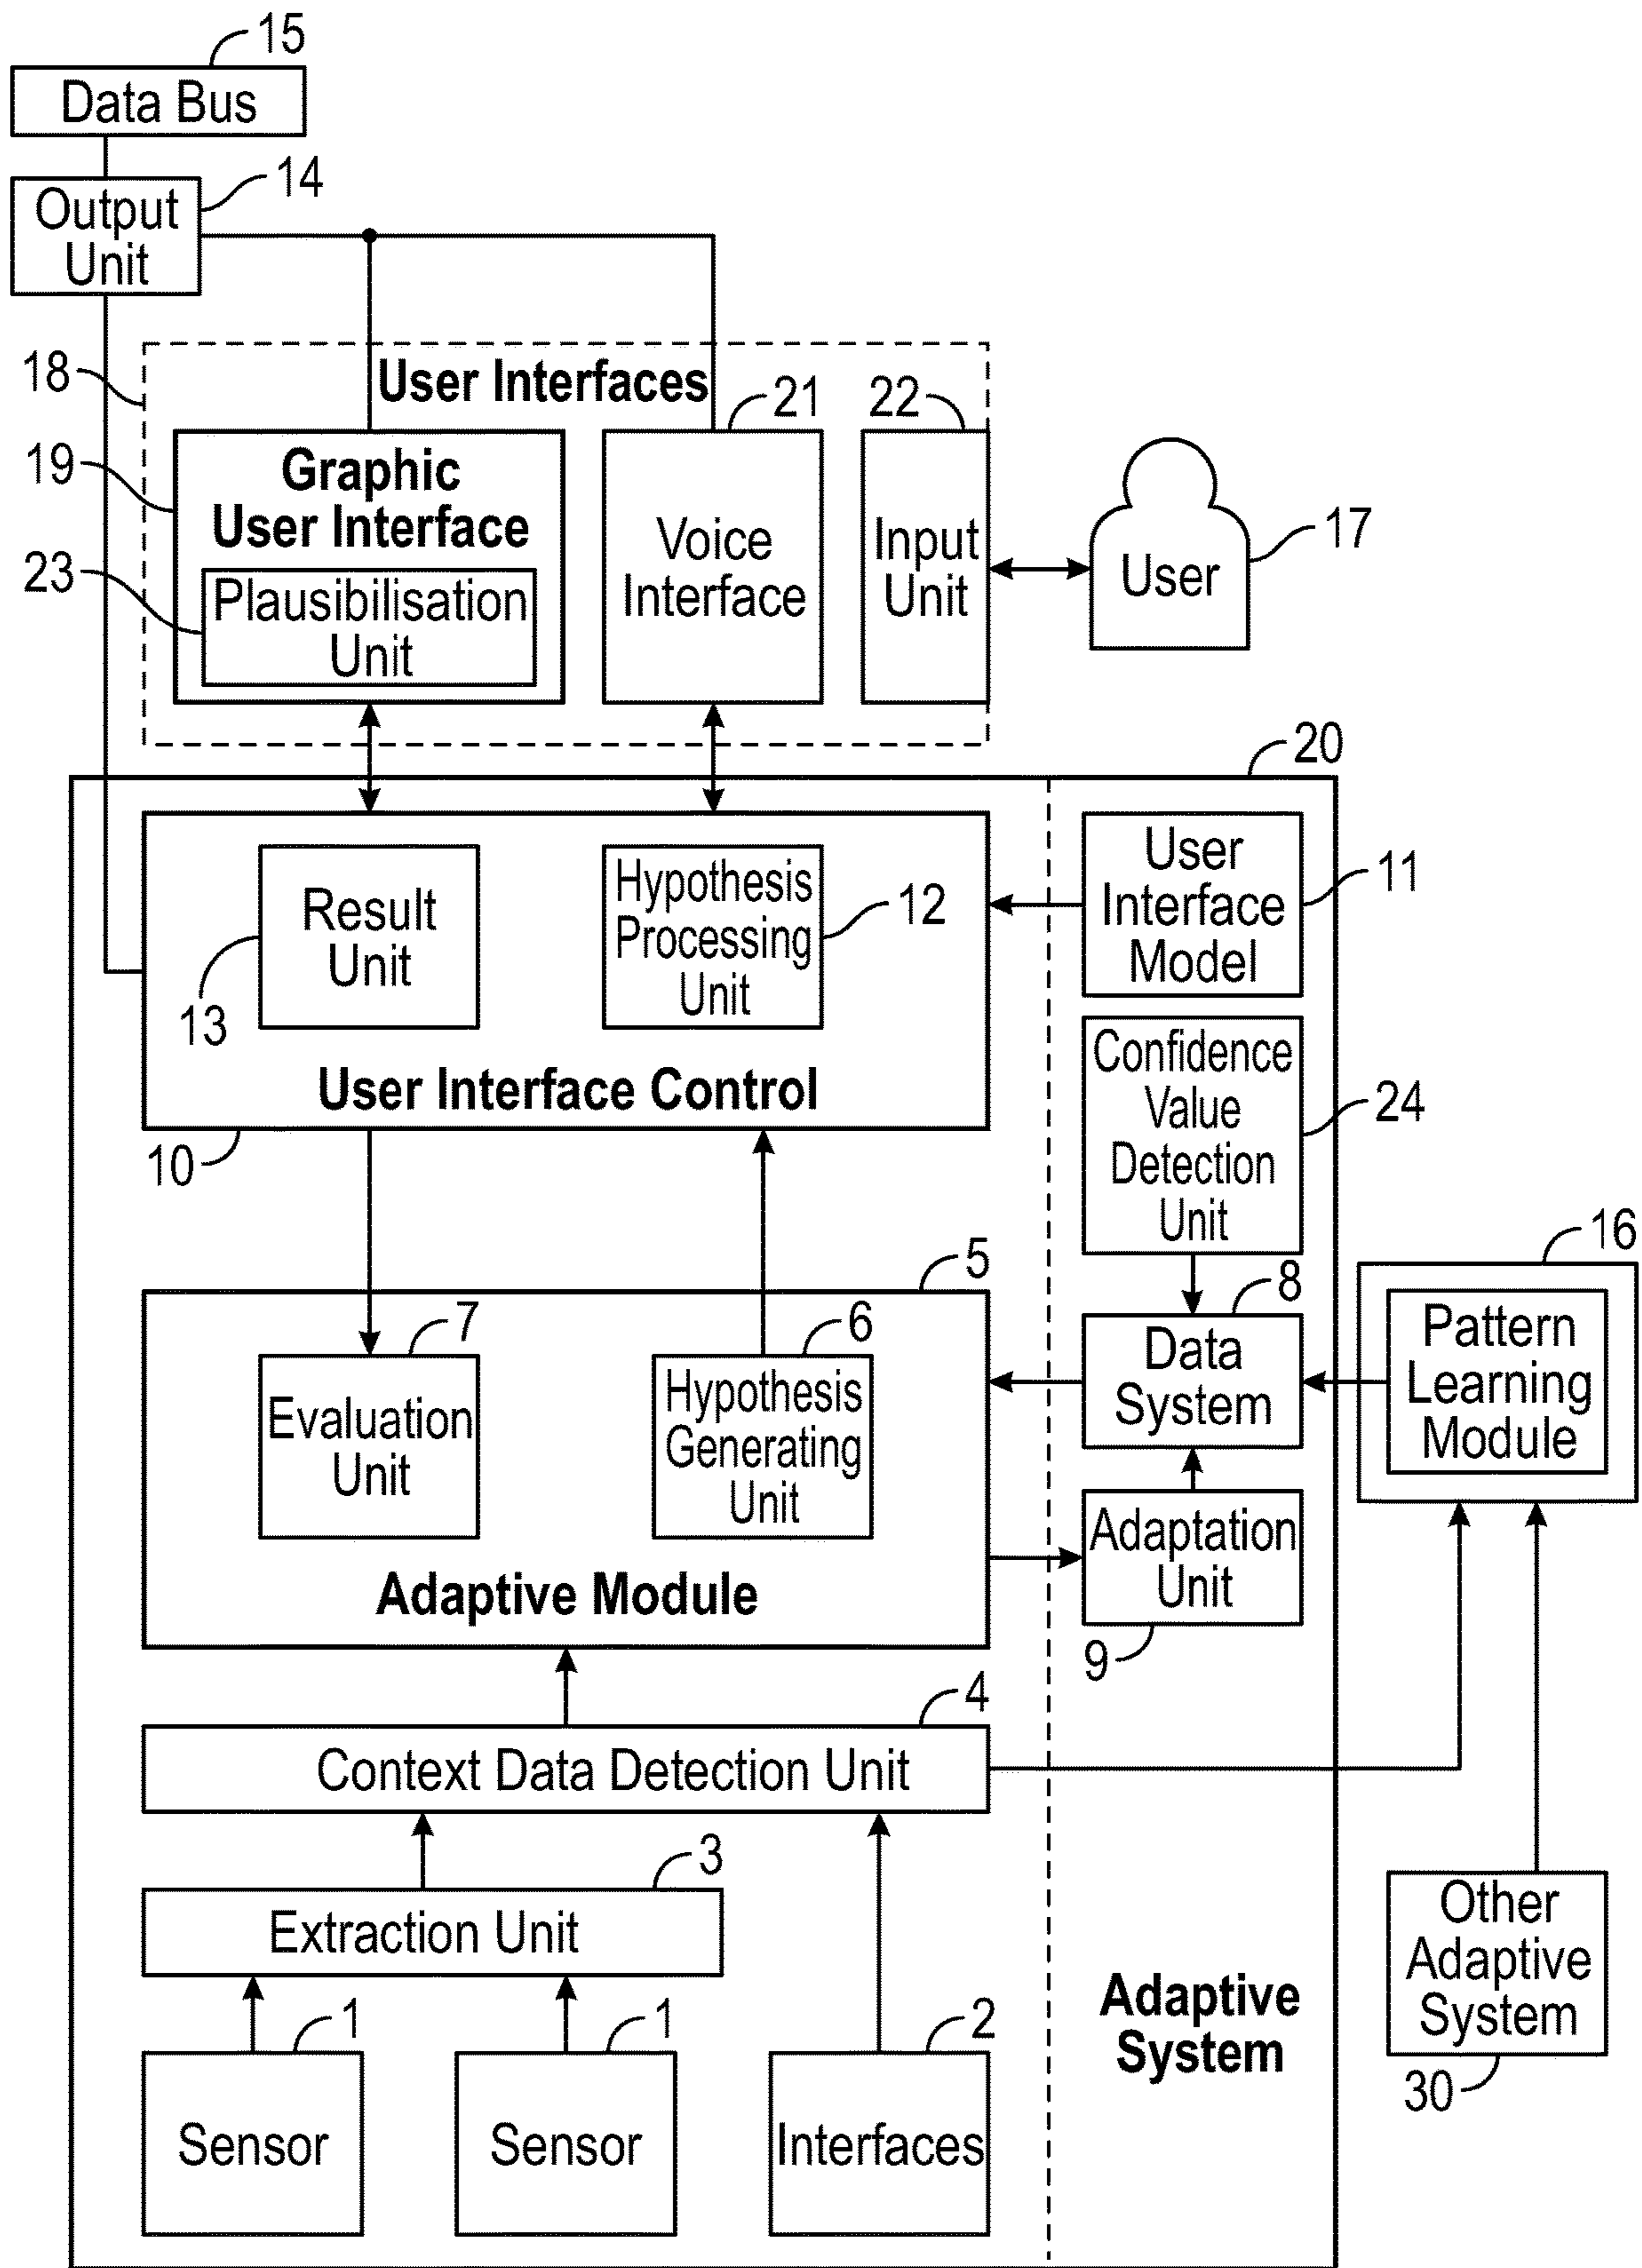 15
Data Bus
14
Output
Unit
18
User Interfaces
21
22
19
Graphic
User Interface
23
Plausibilisation
Unit
Voice
Interface
Input
Unit
User
17
20
Result
Unit
13
Hypothesis
Processing
Unit
12
User
Interface
Model
11
User Interface Control
10
Confidence
Value
Detection
Unit
24
5
7
Evaluation
Unit
6
Hypothesis
Generating
Unit
8
Data
System
16
Pattern
Learning
Module
Adaptive Module
Adaptation
Unit
9
4
Context Data Detection Unit
3
Extraction Unit
1
Sensor
1
Sensor
2
Interfaces
Adaptive
System
Other
Adaptive
System
30